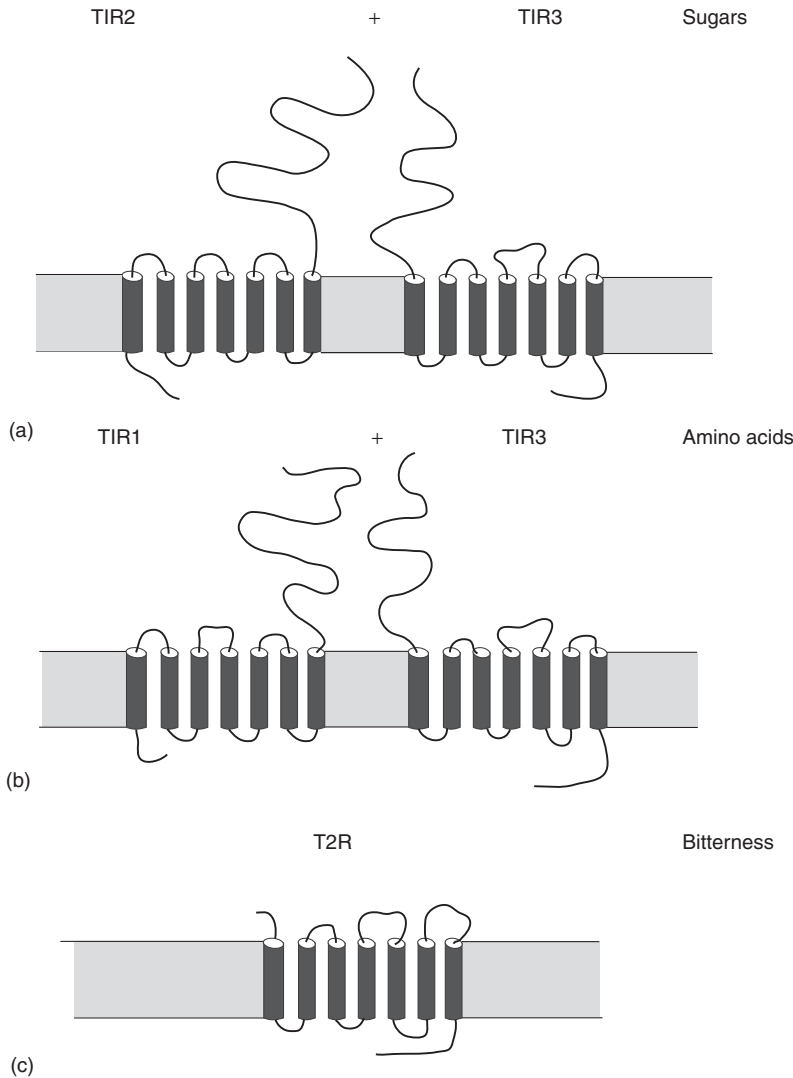 TIR2 + TIR3 Sugars
(a)
TIR1 + TIR3 Amino acids
(b)
T2R Bitterness
(c)